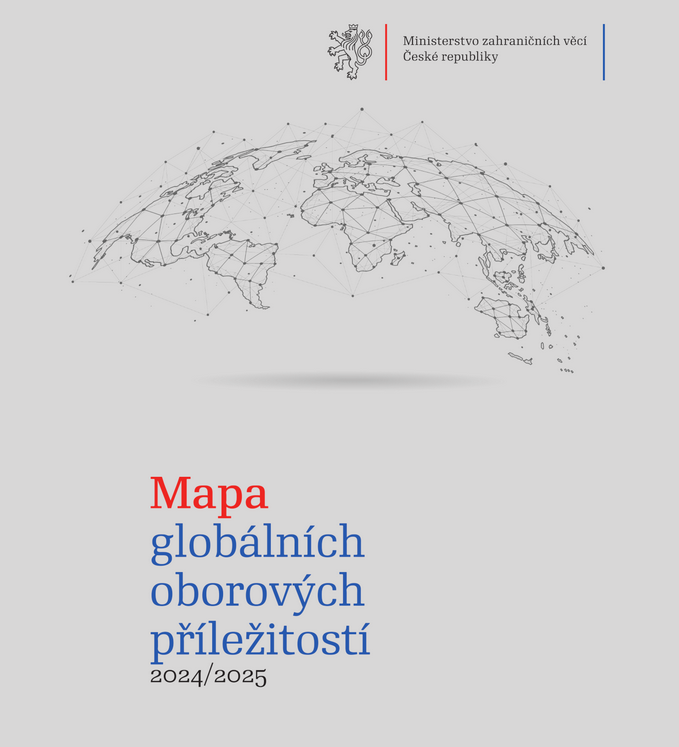 Ministerstvo zahraničních věcí
České republiky
Mapa
globálních
oborových
příležitostí
2024/2025